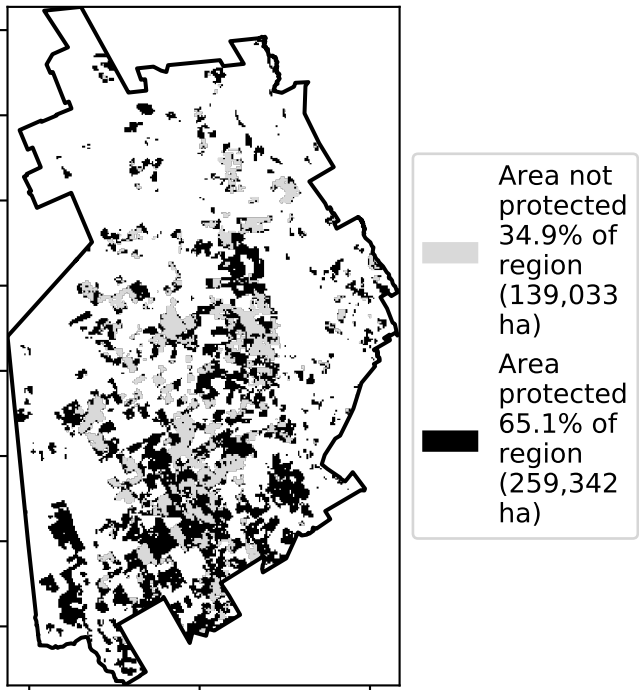 Area not
protected
34.9% of
region
(139,033
ha)
Area
protected
65.1% of
region
(259,342
ha)